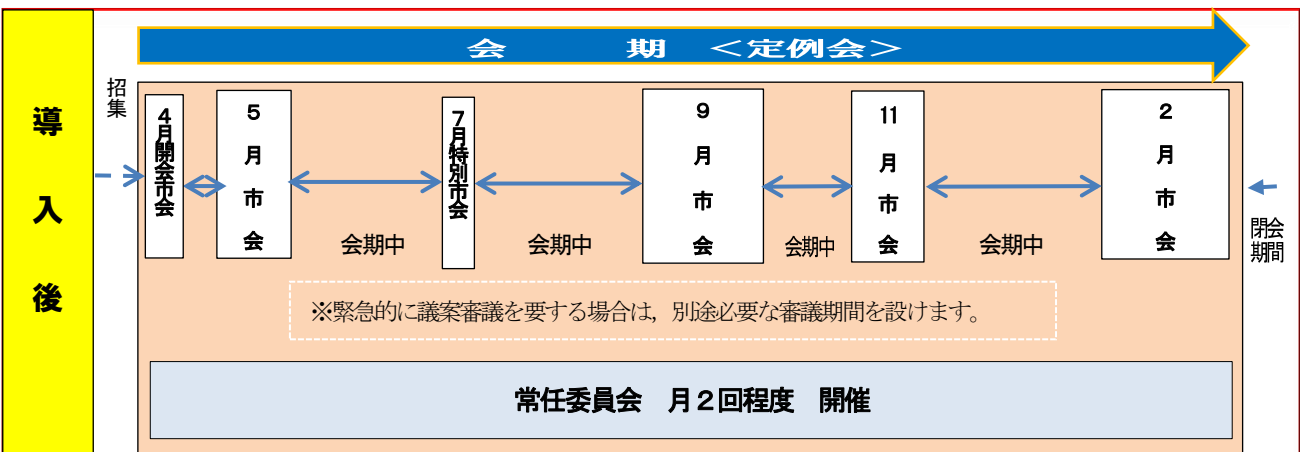 導入後
会　期　＜定例会＞
招集
4月開会市会
5月市会
7月特別市会
9月市会
11月市会
2月市会
会期中
会期中
会期中
会期中
閉会期間
※緊急的に議案審議を要する場合は，別途必要な審議期間を設けます。
常任委員会　月２回程度　開催